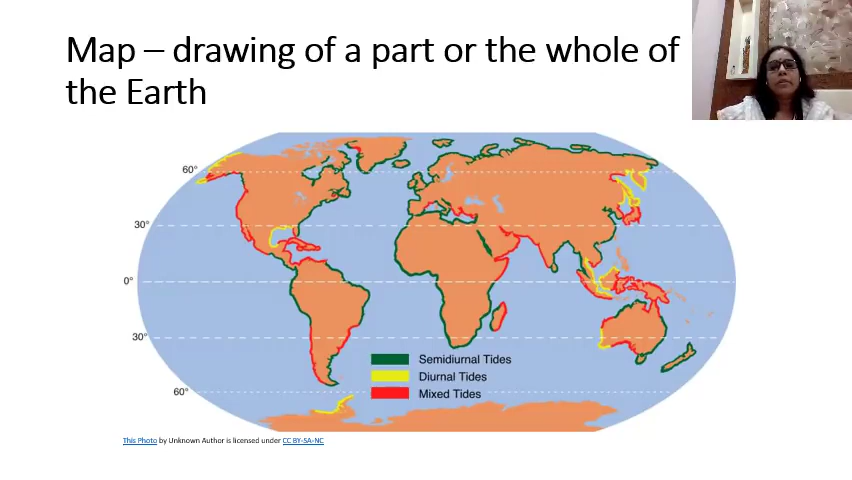 Map – drawing of a part or the whole of
the Earth
60°
30°
0°
30°
60°
Semidiurnal Tides
Diurnal Tides
Mixed Tides
This Photo by Unknown Author is licensed under CC BY-SA-NC